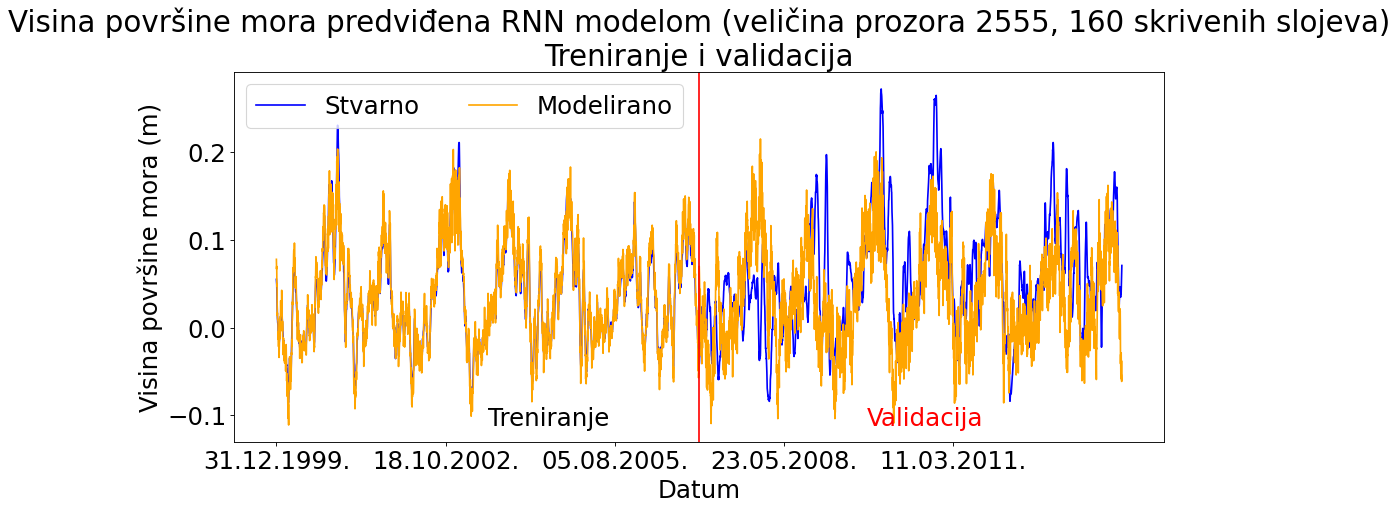 Visina površine mora predviđena RNN modelom (veličina prozora 2555, 160 skrivenih slojeva)
Treniranje i validacija
Stvarno Modelirano
Visina površine mora (m)
0.2
0.1
0.0
−0.1
Treniranje Validacija
31.12.1999. 18.10.2002. 05.08.2005. 23.05.2008. 11.03.2011.
Datum